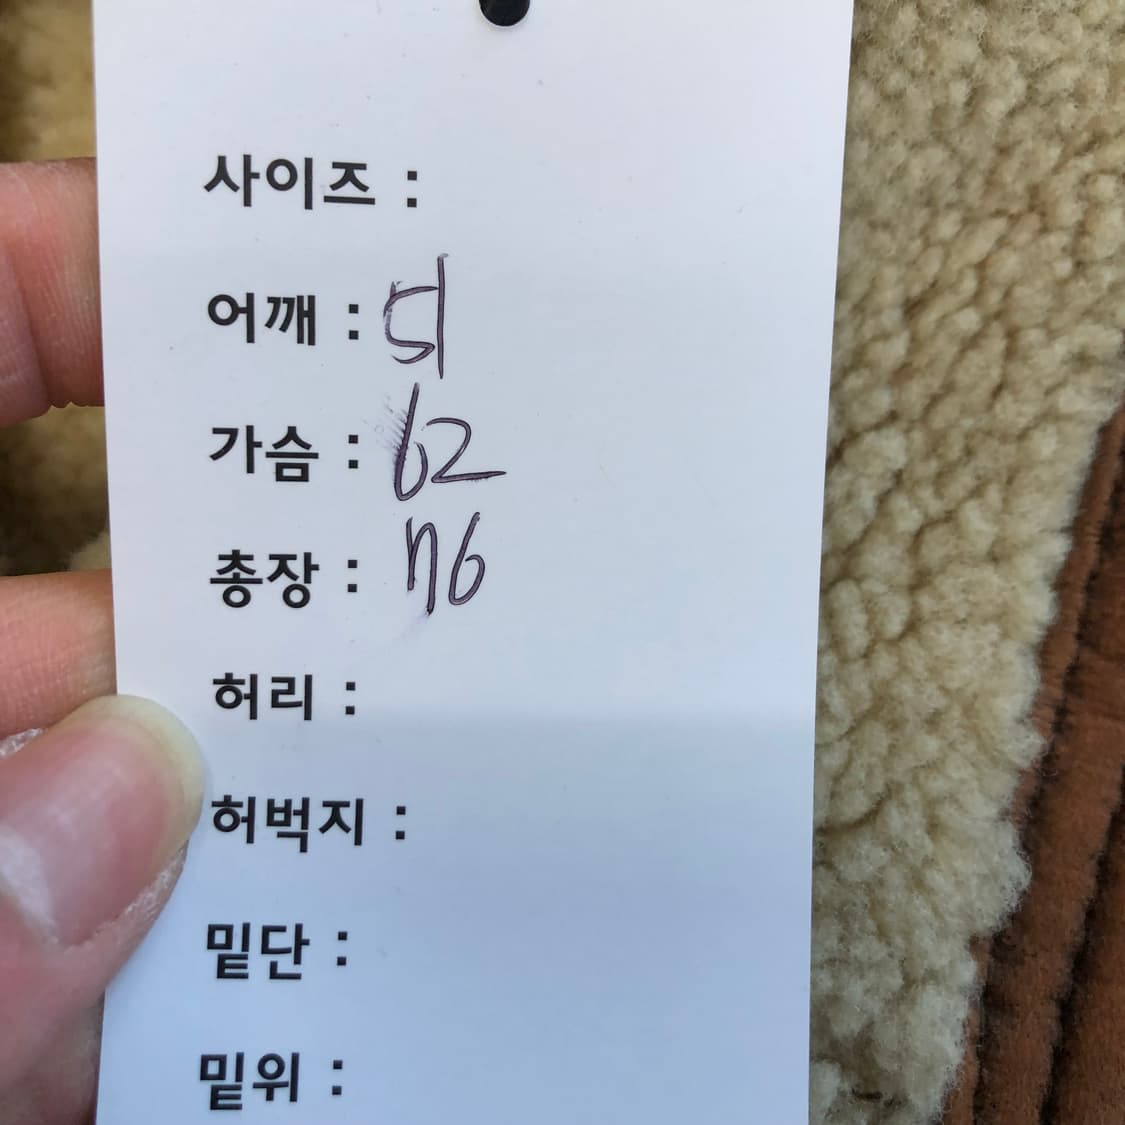 사이즈 :
어깨 : 51
가슴 : 62
총장 : 76
허리 :
허벅지 :
밑단 :
밑위 :